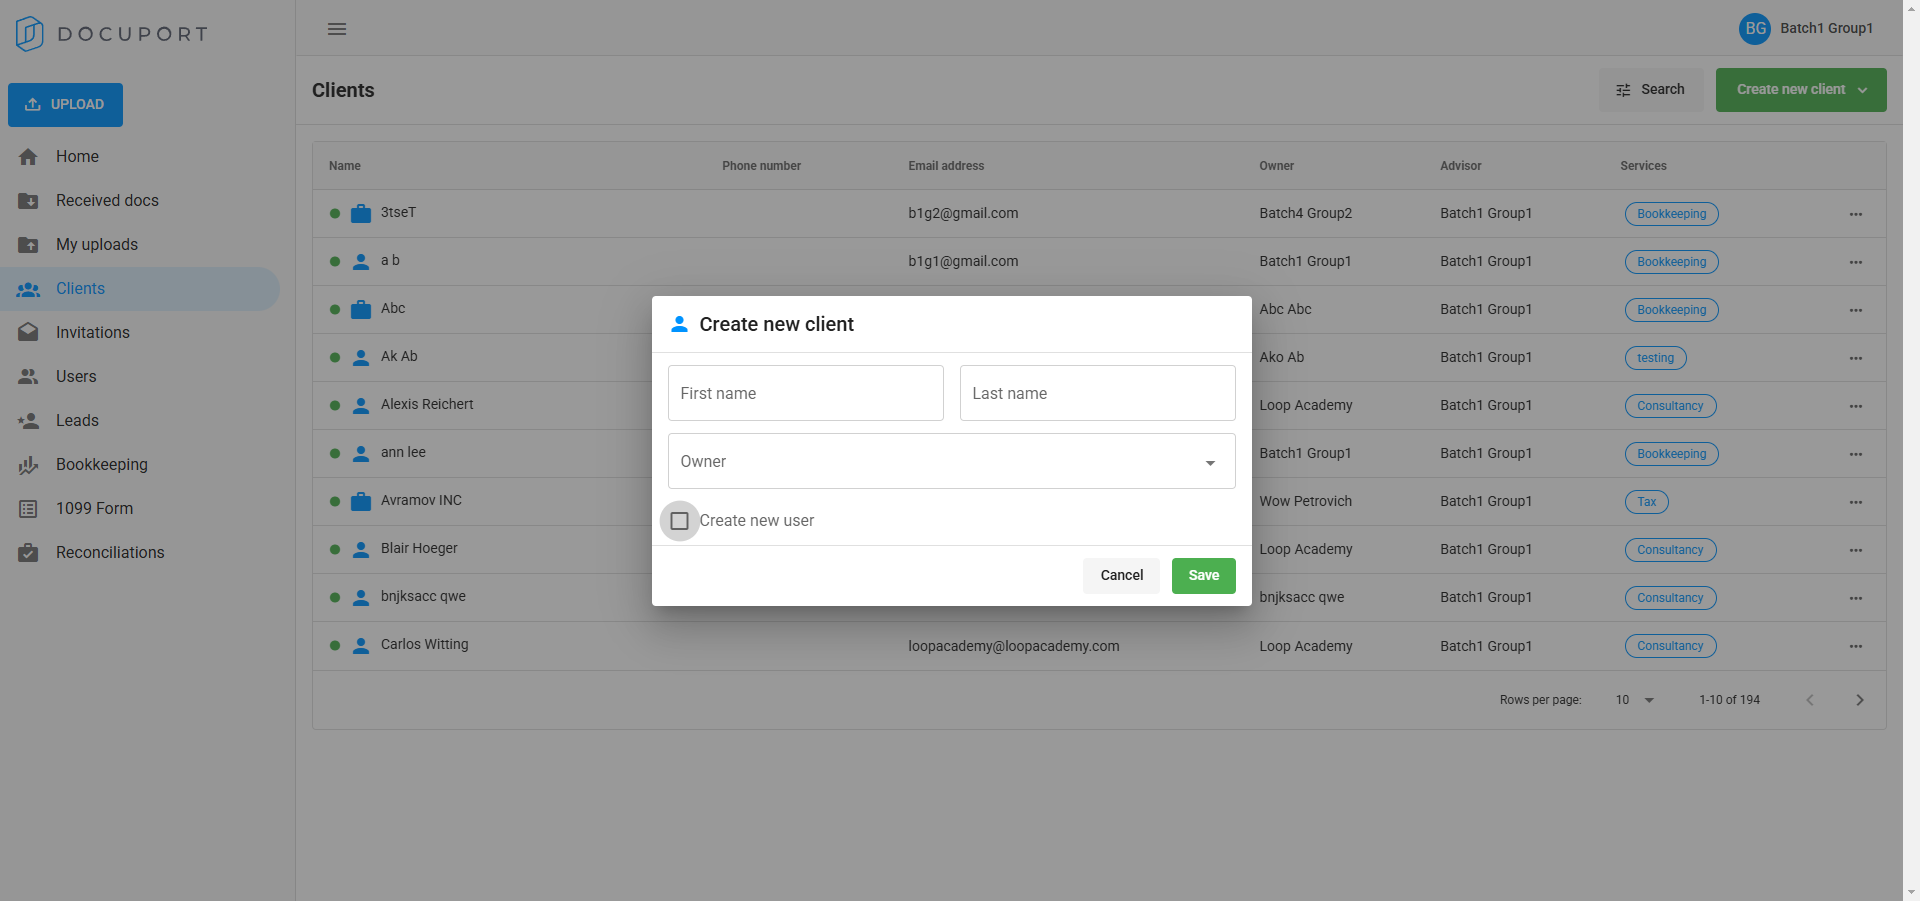 DOCUPORT
BG Batch1 Group1
UPLOAD
Home
Received docs
My uploads
Clients
Invitations
Users
Leads
Bookkeeping
1099 Form
Reconciliations
Clients
Search
Create new client
Name Phone number Email address Owner Advisor Services
3tseT b1g2@gmail.com Batch4 Group2 Batch1 Group1 Bookkeeping
a b b1g1@gmail.com Batch1 Group1 Batch1 Group1 Bookkeeping
Abc Abc Abc Batch1 Group1 Bookkeeping
Ak Ab Ako Ab Batch1 Group1 testing
Alexis Reichert Loop Academy Batch1 Group1 Consultancy
ann lee Batch1 Group1 Batch1 Group1 Bookkeeping
Avramov INC Wow Petrovich Batch1 Group1 Tax
Blair Hoeger Loop Academy Batch1 Group1 Consultancy
bnjksacc qwe bnjksacc qwe Batch1 Group1 Consultancy
Carlos Witting loopacademy@loopacademy.com Loop Academy Batch1 Group1 Consultancy
Rows per page: 10 1-10 of 194
Create new client
First name Last name
Owner
Create new user
Cancel Save